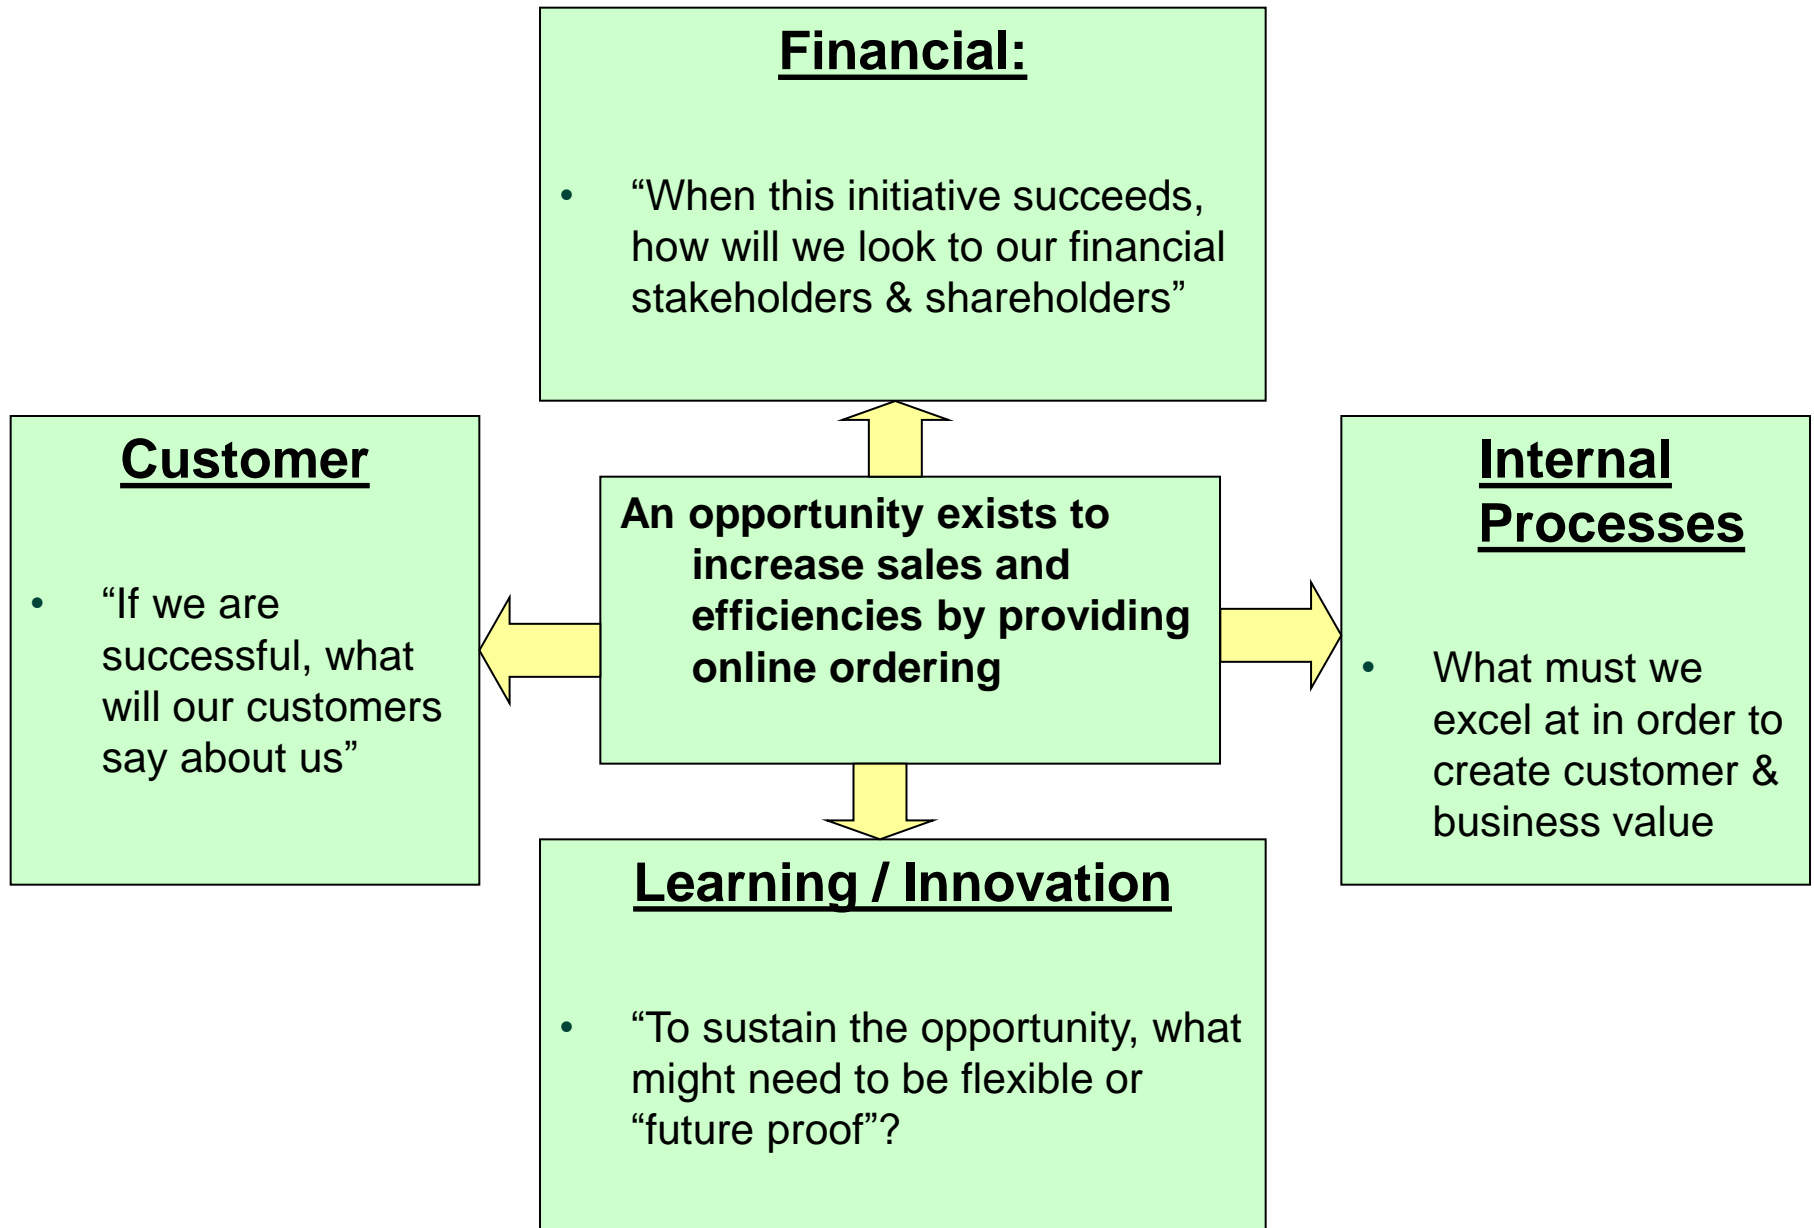 Financial:
• “When this initiative succeeds,
how will we look to our financial
stakeholders & shareholders”
Customer
• “If we are
successful, what
will our customers
say about us”
An opportunity exists to
increase sales and
efficiencies by providing
online ordering
Internal
Processes
• What must we
excel at in order to
create customer &
business value
Learning / Innovation
• “To sustain the opportunity, what
might need to be flexible or
“future proof”?